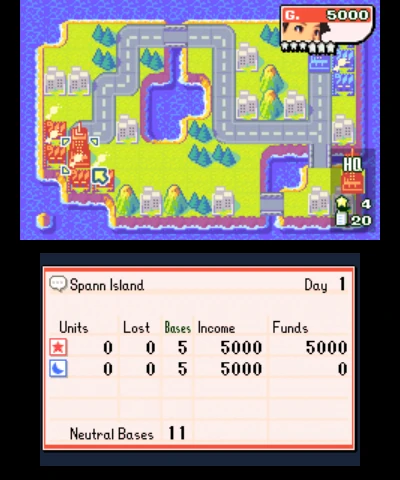 G. 5000
HQ
4
20
Spann Island Day 1
Units Lost Bases Income Funds
0 0 5 5000 5000
0 0 5 5000 0
Neutral Bases 11